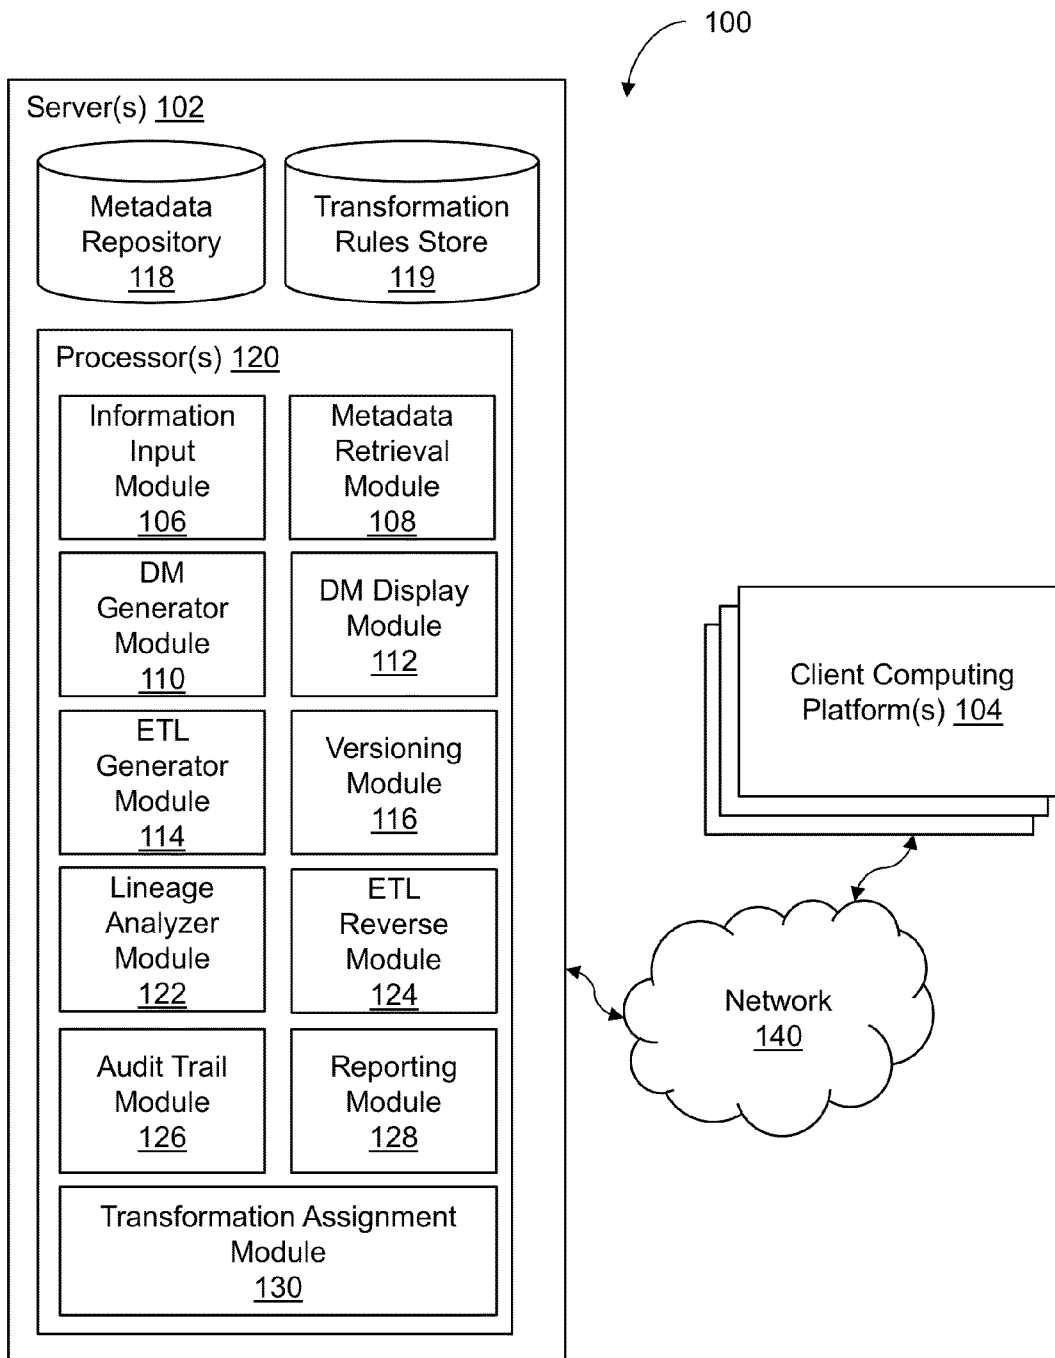 100
Server(s) 102
Metadata
Repository
118
Transformation
Rules Store
119
Processor(s) 120
Information
Input
Module
106
Metadata
Retrieval
Module
108
DM
Generator
Module
110
DM Display
Module
112
ETL
Generator
Module
114
Versioning
Module
116
Lineage
Analyzer
Module
122
ETL
Reverse
Module
124
Audit Trail
Module
126
Reporting
Module
128
Transformation Assignment
Module
130
Client Computing
Platform(s) 104
Network
140